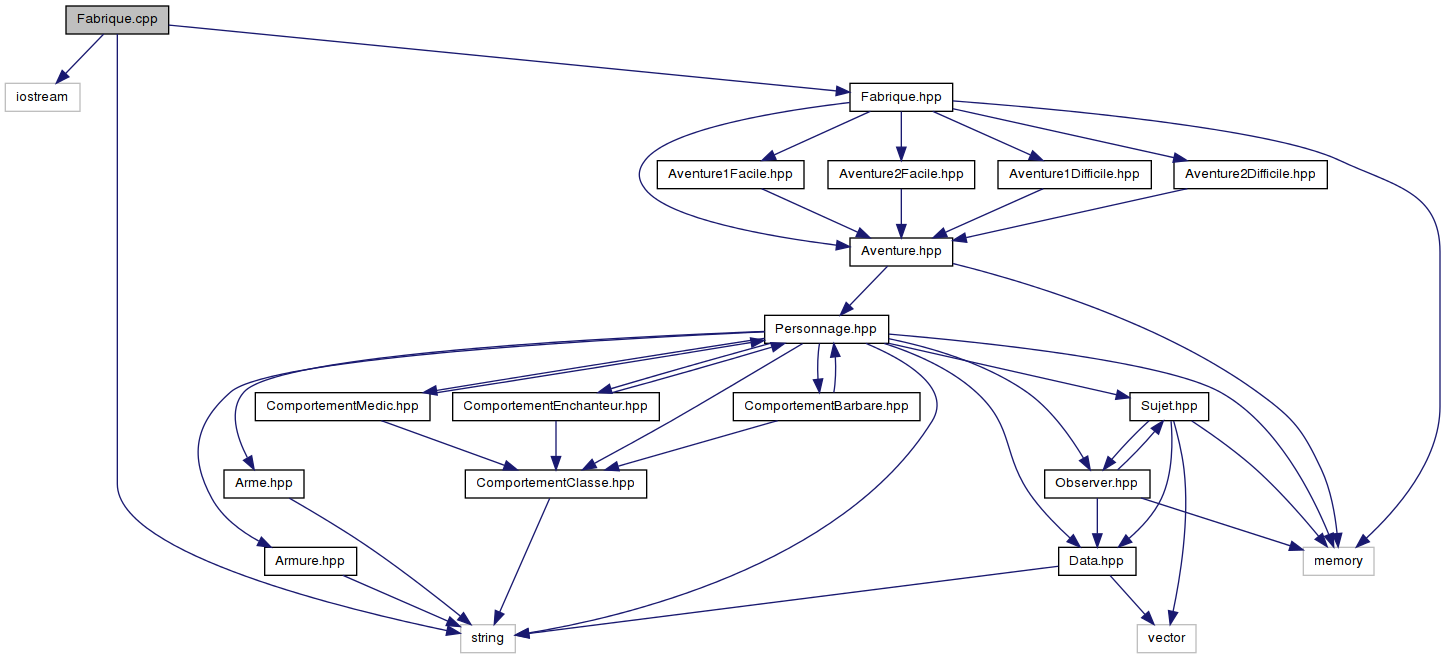 Fabrique.cpp
iostream
Fabrique.hpp
Aventure1Facile.hpp
Aventure2Facile.hpp
Aventure1Difficile.hpp
Aventure2Difficile.hpp
Aventure.hpp
Personnage.hpp
ComportementMedic.hpp
ComportementEnchanteur.hpp
ComportementBarbare.hpp
Sujet.hpp
Arme.hpp
ComportementClasse.hpp
Observer.hpp
Armure.hpp
Data.hpp
memory
string
vector